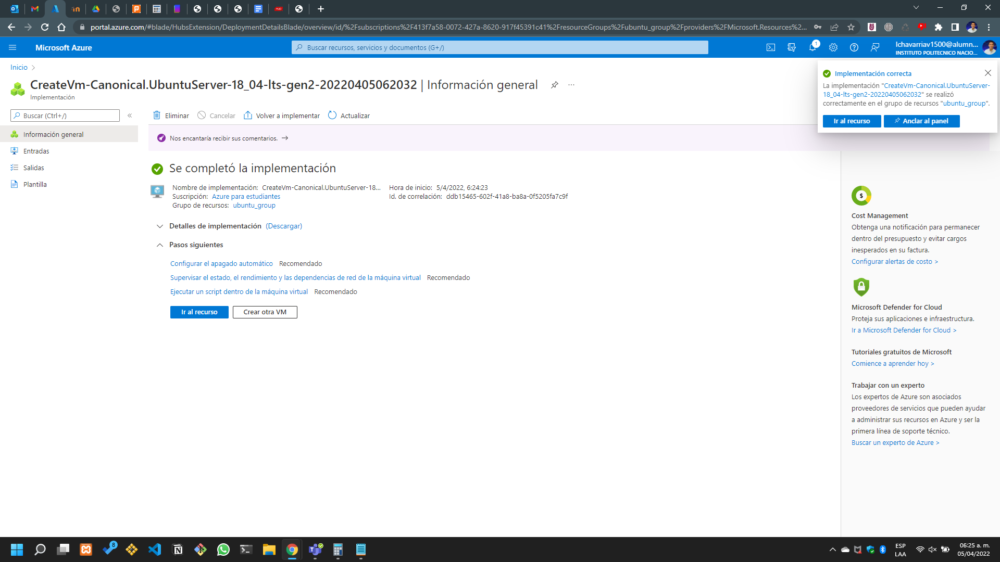 portal.azure.com/#blade/HubsExtension/DeploymentDetailsBlade/overview/id/%2Fsubscriptions%2F413f7a58-0072-427a-8620-917f45391c41%2FresourceGroups%2Fubuntu_group%2Fproviders%2FMicrosoft.Resources%2...
Microsoft Azure
Buscar recursos, servicios y documentos (G+/)
1
lchavarriav1500@alumn...
INSTITUTO POLITECNICO NACIO...
Inicio
CreateVm-Canonical.UbuntuServer-18_04-lts-gen2-20220405062032 | Información general
Implementación
Implementación correcta
La implementación "CreateVm-Canonical.UbuntuServer-
18_04-lts-gen2-20220405062032" se realizó
correctamente en el grupo de recursos "ubuntu_group".
Ir al recurso
Anclar al panel
Buscar (Ctrl+/)
Información general
Entradas
Salidas
Plantilla
Eliminar
Cancelar
Volver a implementar
Actualizar
Nos encantaría recibir sus comentarios.
Se completó la implementación
Nombre de implementación: CreateVm-Canonical.UbuntuServer-18...
Suscripción: Azure para estudiantes
Grupo de recursos: ubuntu_group
Hora de inicio: 5/4/2022, 6:24:23
Id. de correlación: ddb15465-602f-41a8-ba8a-0f5205fa7c9f
Detalles de implementación (Descargar)
Pasos siguientes
Configurar el apagado automático Recomendado
Supervisar el estado, el rendimiento y las dependencias de red de la máquina virtual Recomendado
Ejecutar un script dentro de la máquina virtual Recomendado
Ir al recurso
Crear otra VM
$
Cost Management
Obtenga una notificación para permanecer
dentro del presupuesto y evitar cargos
inesperados en su factura.
Configurar alertas de costo >
Microsoft Defender for Cloud
Proteja sus aplicaciones e infraestructura.
Ir a Microsoft Defender for Cloud >
Tutoriales gratuitos de Microsoft
Comience a aprender hoy >
Trabajar con un experto
Los expertos de Azure son asociados
proveedores de servicios que pueden ayudar
a administrar sus recursos en Azure y ser la
primera línea de soporte técnico.
Buscar un experto de Azure >
8
ESP
LAA
06:25 a. m.
05/04/2022